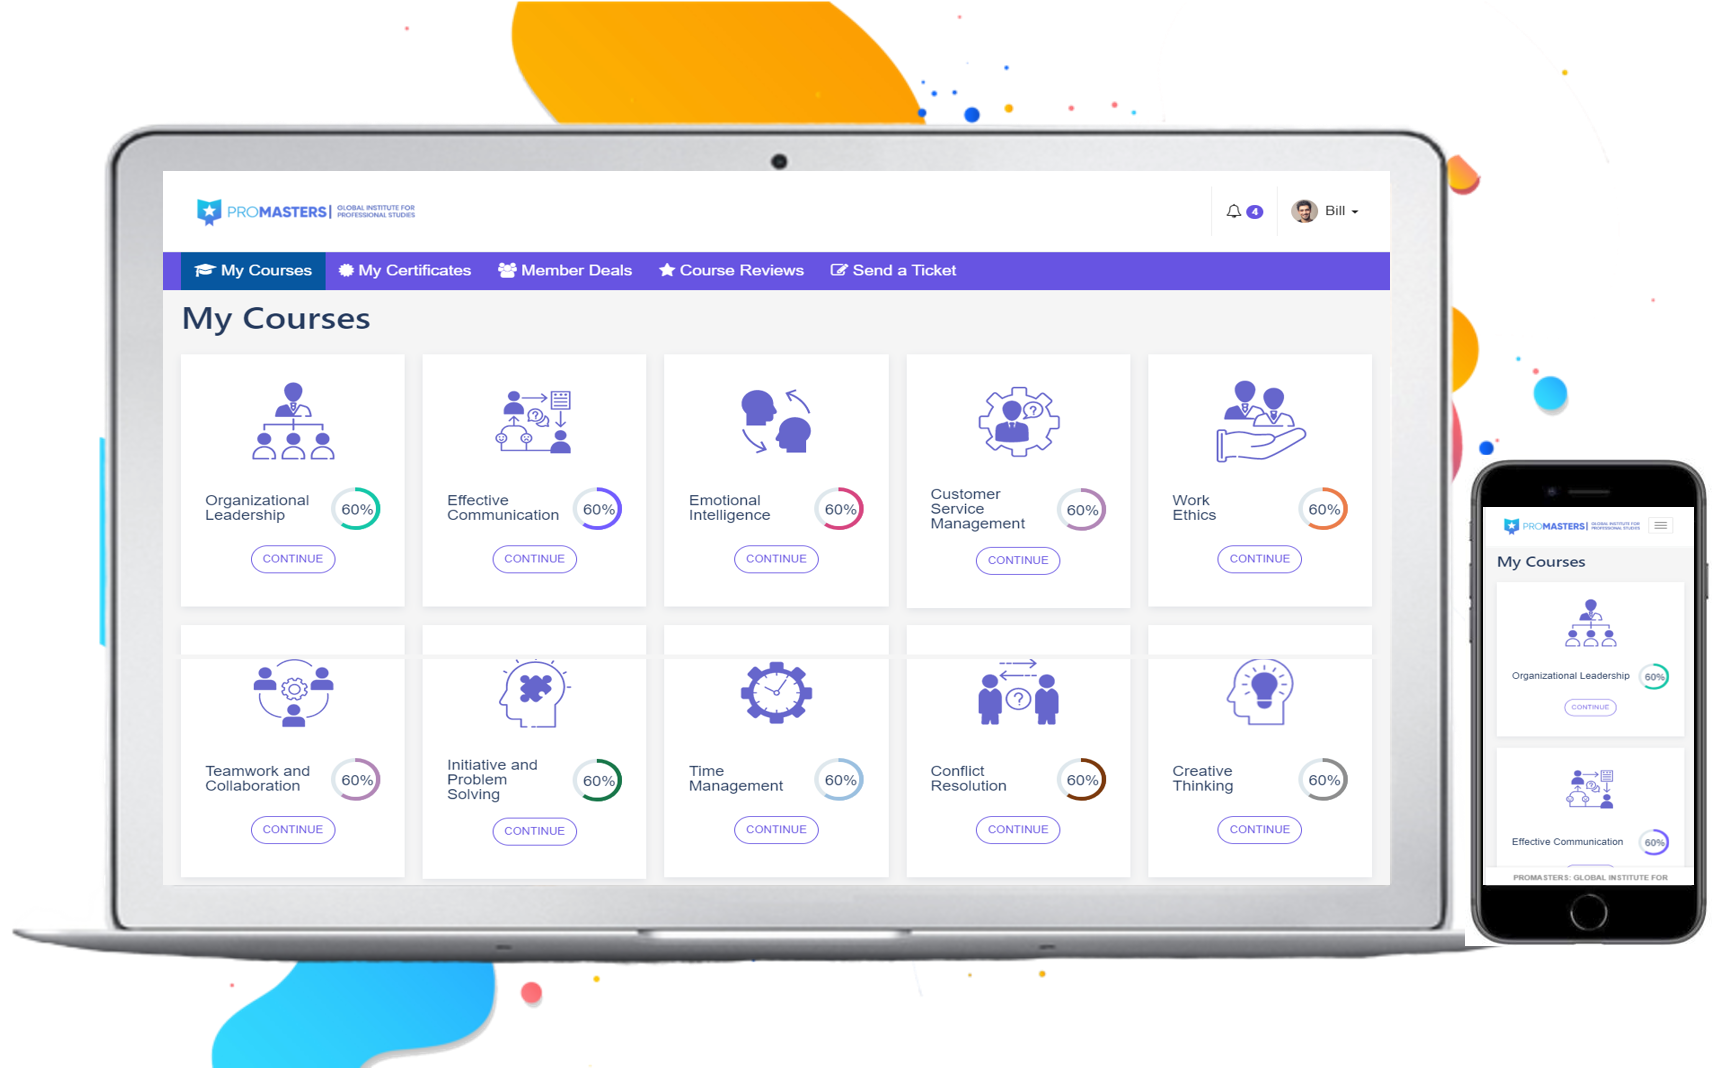 PROMASTERS| GLOBAL INSTITUTE FOR
PROFESSIONAL STUDIES
4
Bill
My Courses
My Certificates
Member Deals
Course Reviews
Send a Ticket
My Courses
Organizational
Leadership
60%
CONTINUE
Effective
Communication
60%
CONTINUE
Emotional
Intelligence
60%
CONTINUE
Customer
Service
Management
60%
CONTINUE
Work
Ethics
60%
CONTINUE
Teamwork and
Collaboration
60%
CONTINUE
Initiative and
Problem
Solving
60%
CONTINUE
Time
Management
60%
CONTINUE
Conflict
Resolution
60%
CONTINUE
Creative
Thinking
60%
CONTINUE
PROMASTERS| GLOBAL INSTITUTE FOR
PROFESSIONAL STUDIES
My Courses
Organizational Leadership
60%
CONTINUE
Effective Communication
60%
PROMASTERS: GLOBAL INSTITUTE FOR